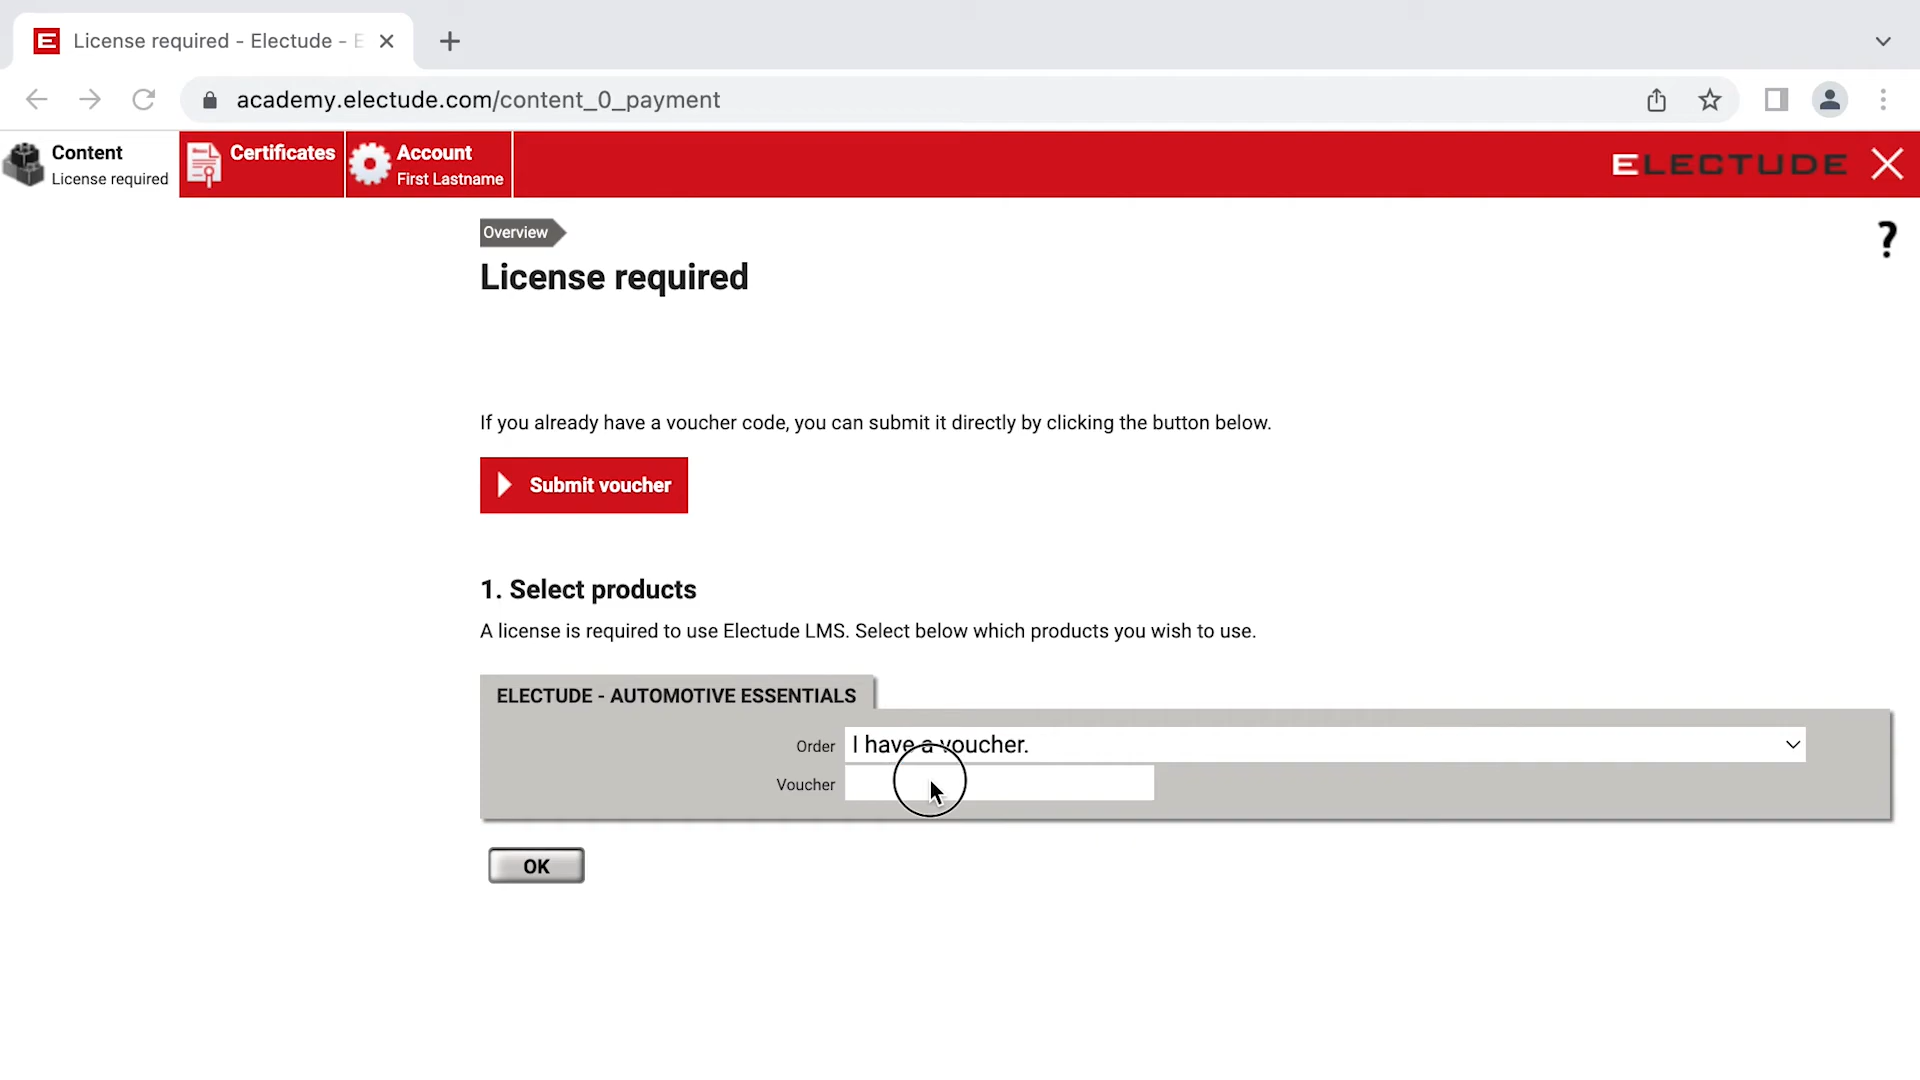 License required - Electude - E
academy.electude.com/content_0_payment
Content
License required
Certificates
Account
First Lastname
ELECTUDE
Overview
?
License required
If you already have a voucher code, you can submit it directly by clicking the button below.
Submit voucher
1. Select products
A license is required to use Electude LMS. Select below which products you wish to use.
ELECTUDE - AUTOMOTIVE ESSENTIALS
Order I have a voucher.
Voucher
OK